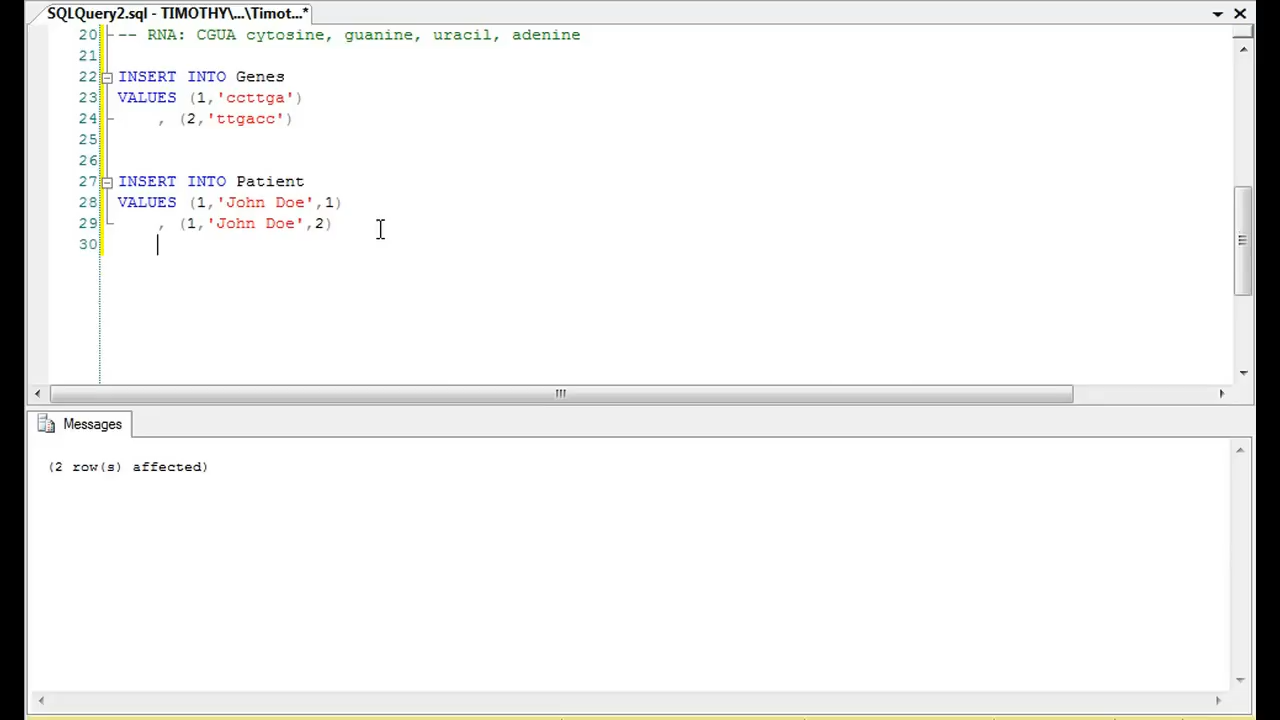 SQLQuery2.sql - TIMOTHY\...\Timot...*
20 -- RNA: CGUA cytosine, guanine, uracil, adenine
21
22 INSERT INTO Genes
23 VALUES (1,'ccttga')
24 , (2,'ttgacc')
25
26
27 INSERT INTO Patient
28 VALUES (1,'John Doe',1)
29 , (1,'John Doe',2)
30
Messages
(2 row(s) affected)